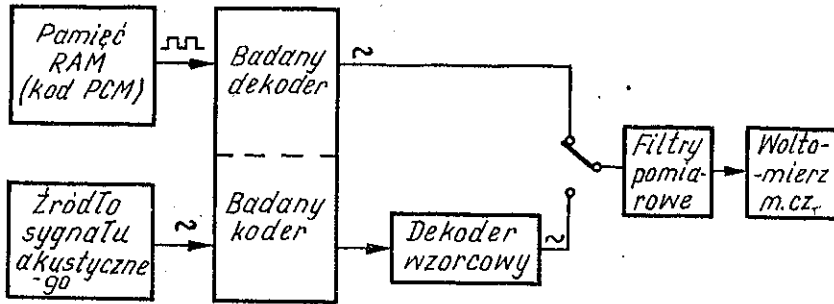 Pamięć
RAM
(kod PCM)
Badany
dekoder
Filtry
pomia-
rowe
Wolto-
-mierz
m.cz.
Źródło
sygnału
akustyczne
-go
Badany
koder
Dekoder
wzorcowy